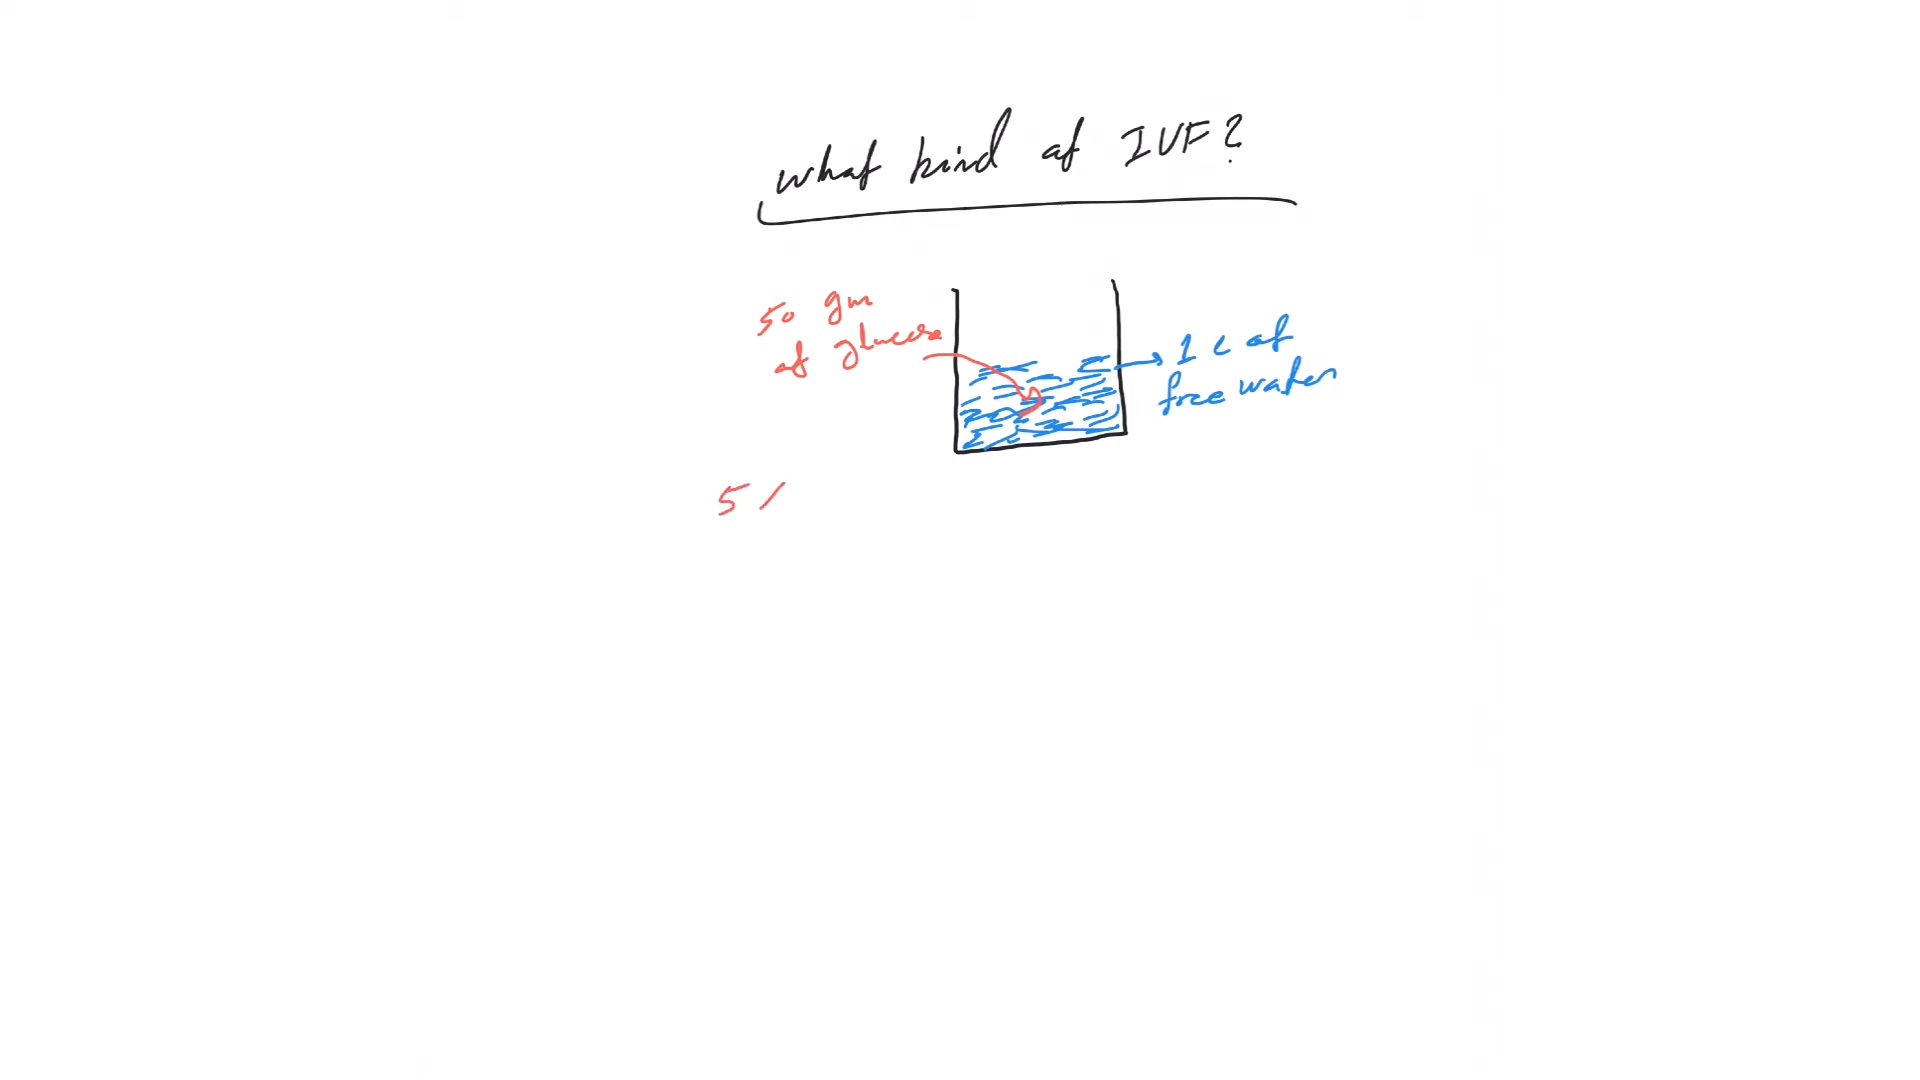 what kind of IVF?
50 gm
of glucose
1 L of
free water
5 /